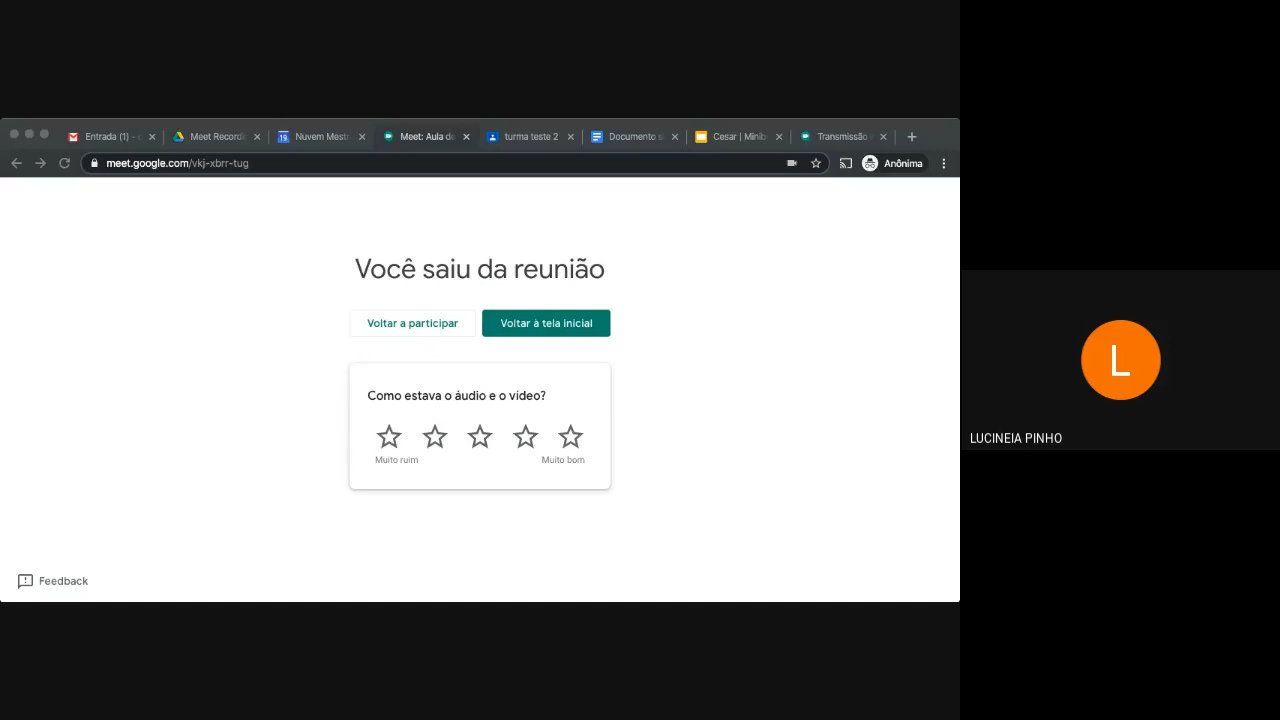 Entrada (1) -
Meet Recordi
Nuvem Mestr
Meet: Aula de
turma teste 2
Documento s
Cesar | Minib
Transmissão
meet.google.com/vkj-xbrr-tug
Anônima
Você saiu da reunião
Voltar a participar
Voltar à tela inicial
Como estava o áudio e o vídeo?
Muito ruim
Muito bom
L
LUCINEIA PINHO
Feedback